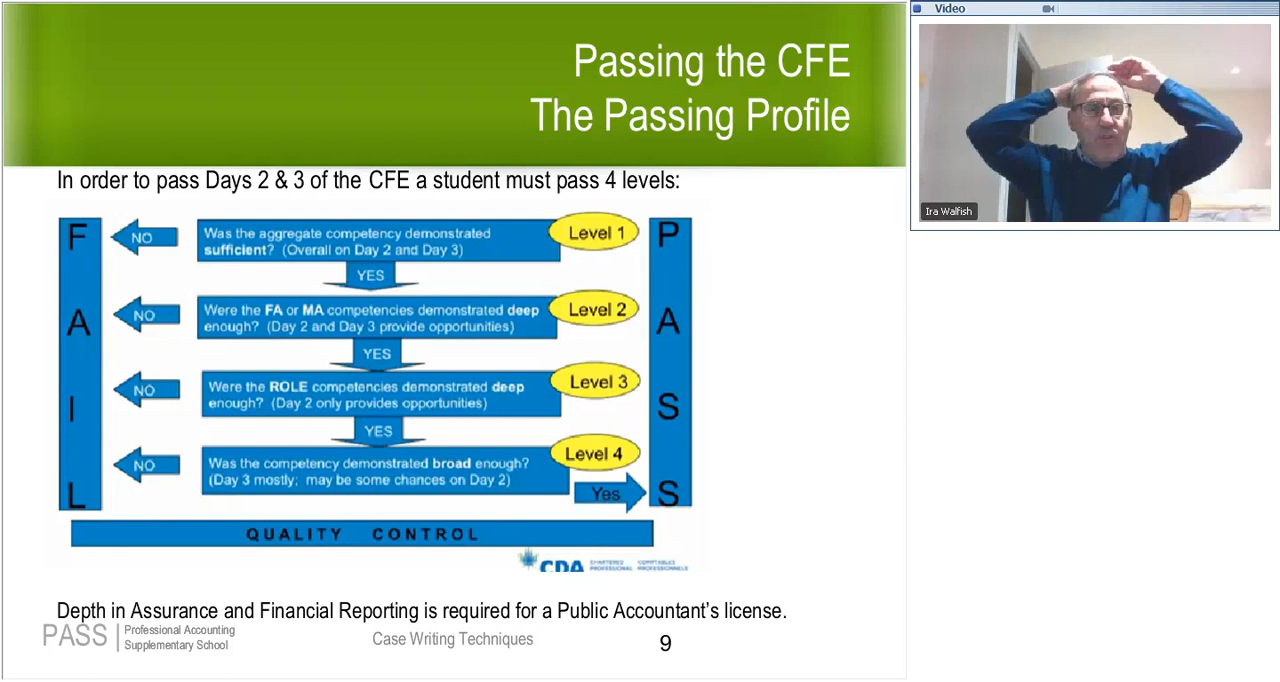 Passing the CFE
The Passing Profile
In order to pass Days 2 & 3 of the CFE a student must pass 4 levels:
FAIL
NO
Was the aggregate competency demonstrated
sufficient? (Overall on Day 2 and Day 3)
Level 1
PASS
YES
NO
Were the FA or MA competencies demonstrated deep
enough? (Day 2 and Day 3 provide opportunities)
Level 2
YES
NO
Were the ROLE competencies demonstrated deep
enough? (Day 2 only provides opportunities)
Level 3
YES
NO
Was the competency demonstrated broad enough?
(Day 3 mostly; may be some chances on Day 2)
Level 4
Yes
QUALITY CONTROL
CPA
CHARTERED PROFESSIONAL
COMPTABLES PROFESSIONNELS
Depth in Assurance and Financial Reporting is required for a Public Accountant's license.
PASS
Professional Accounting
Supplementary School
Case Writing Techniques
9
Video
Ira Walfish